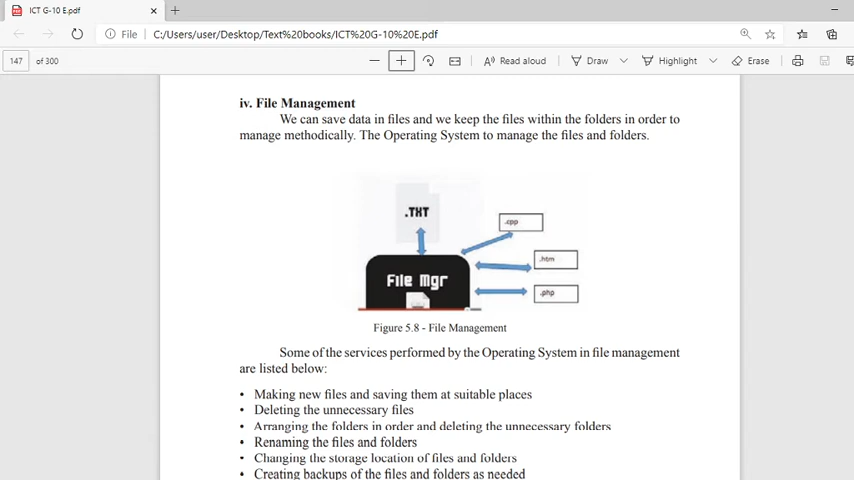 ICT G-10 E.pdf
File C:/Users/user/Desktop/Text%20books/ICT%20G-10%20E.pdf
147 of 300
Read aloud Draw Highlight Erase
iv. File Management
We can save data in files and we keep the files within the folders in order to
manage methodically. The Operating System to manage the files and folders.
.TXT
.cpp
.htm
File Mgr
.php
Figure 5.8 - File Management
Some of the services performed by the Operating System in file management
are listed below:
• Making new files and saving them at suitable places
• Deleting the unnecessary files
• Arranging the folders in order and deleting the unnecessary folders
• Renaming the files and folders
• Changing the storage location of files and folders
• Creating backups of the files and folders as needed